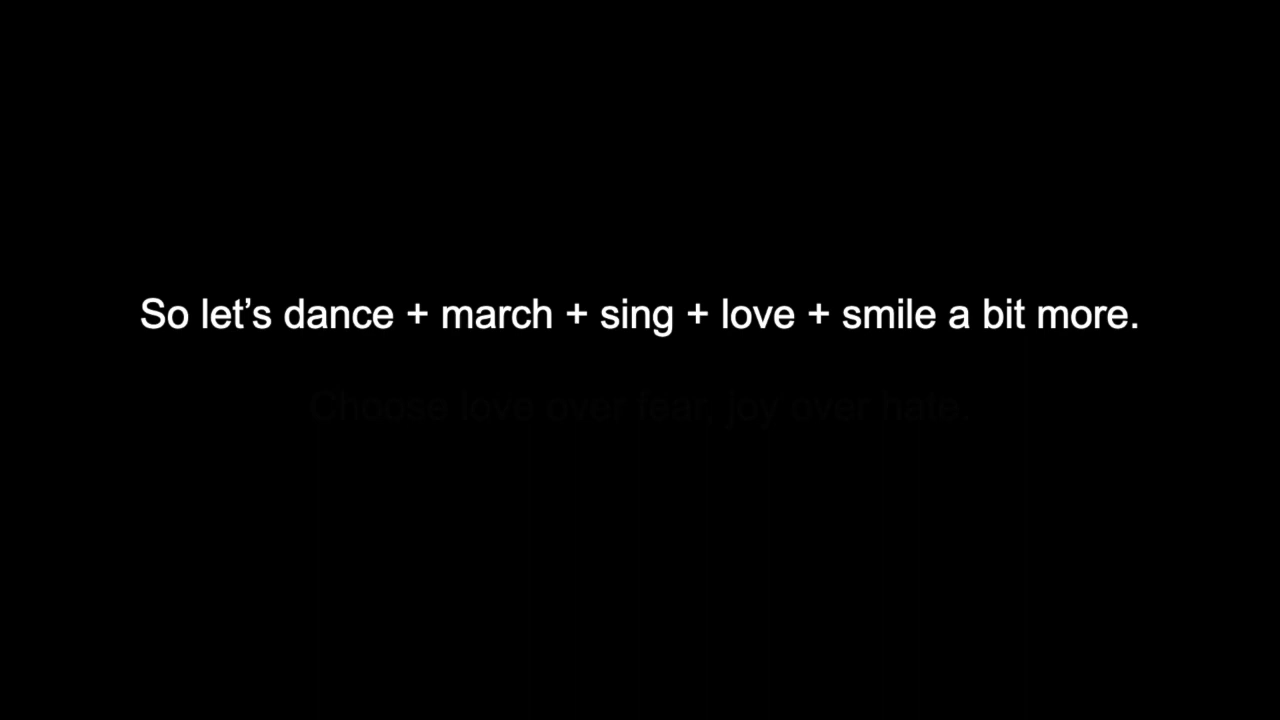 So let’s dance + march + sing + love + smile a bit more.
Choose love over fear, joy over hate.